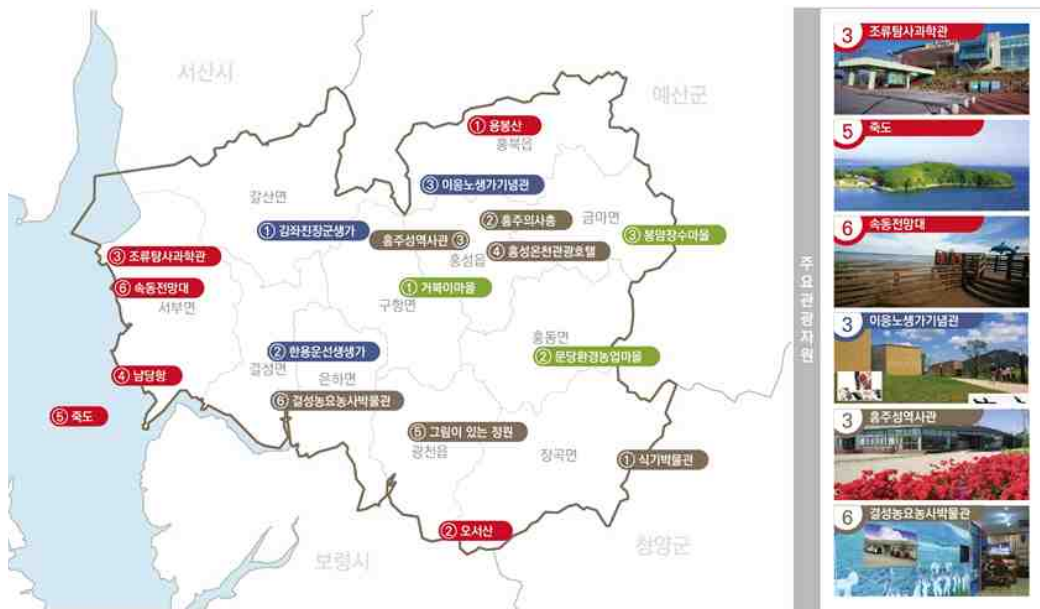 서산시
예산군
① 용봉산
홍북읍
③ 이응노생가기념관
갈산면
② 홍주의사총
금마면
① 김좌진장군생가
홍주성역사관 ③
③ 봉암장수마을
④ 홍성온천관광호텔
홍성읍
③ 조류탐사과학관
⑥ 속동전망대
서부면
① 거북이마을
구항면
홍동면
② 문당환경농업마을
② 한용운선생생가
결성면
은하면
④ 남당항
⑤ 죽도
⑥ 결성농요농사박물관
⑤ 그림이 있는 정원
광천읍
장곡면
① 식기박물관
② 오서산
보령시
청양군
주요관광자원
3 조류탐사과학관
5 죽도
6 속동전망대
3 이응노생가기념관
3 홍주성역사관
6 결성농요농사박물관